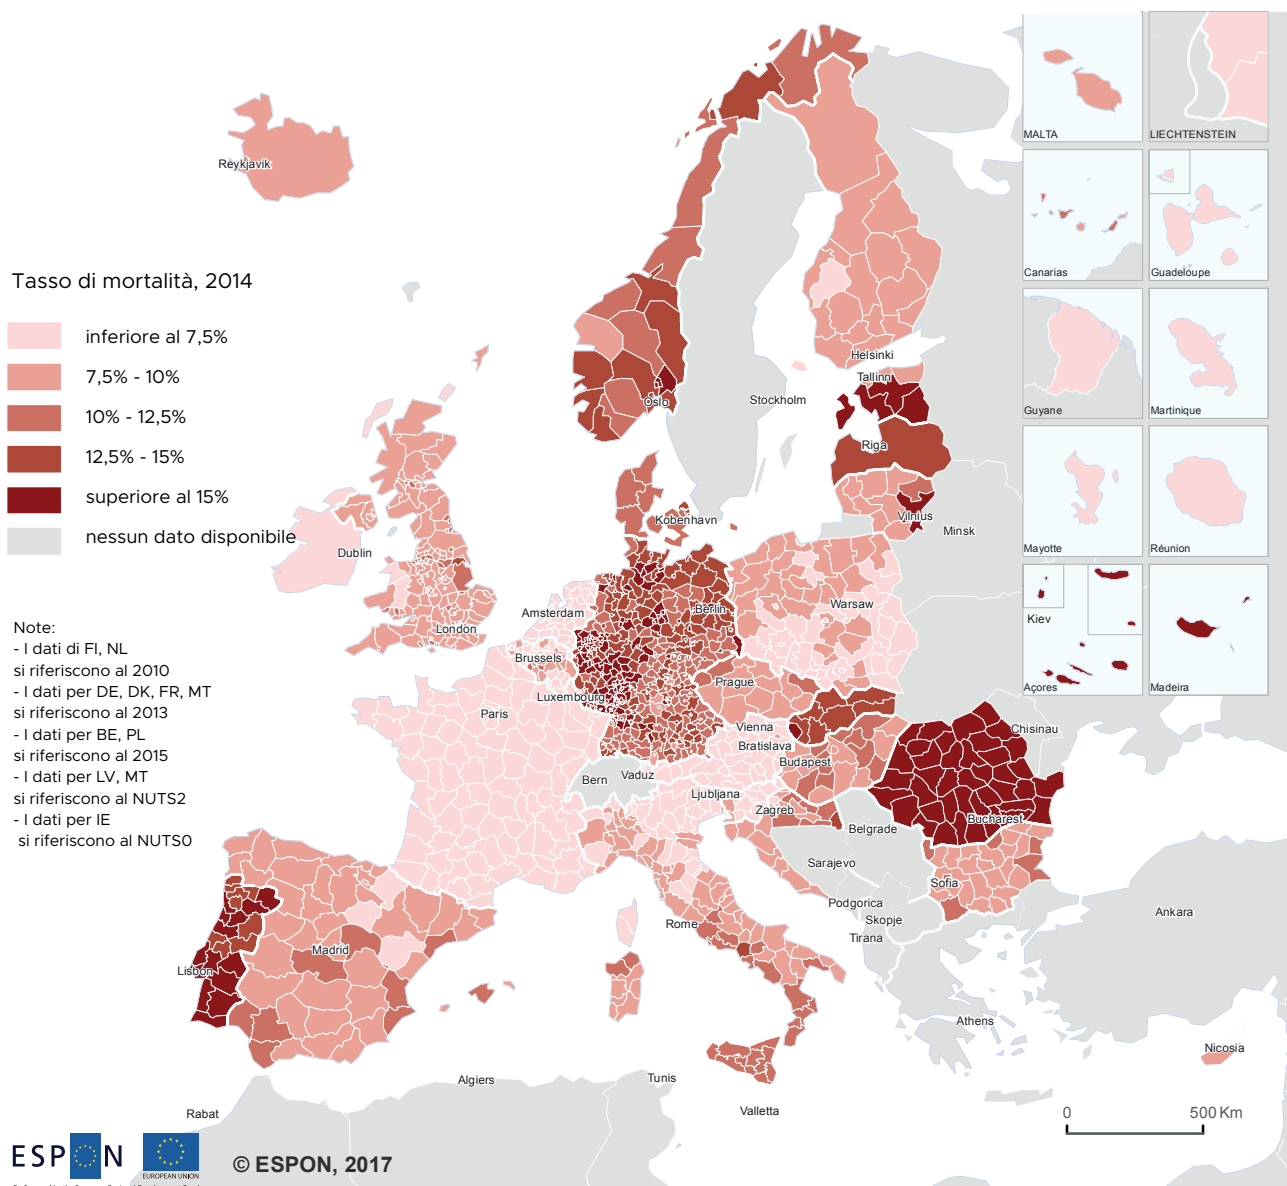 MALTA
LIECHTENSTEIN
Reykjavik
Canarias
Guadeloupe
Tasso di mortalità, 2014
inferiore al 7,5%
7,5% - 10%
10% - 12,5%
12,5% - 15%
superiore al 15%
nessun dato disponibile
Helsinki
Tallinn
Oslo
Stockholm
Guyane
Martinique
Riga
Vilnius
Kobenhavn
Minsk
Dublin
Mayotte
Réunion
Amsterdam
Berlin
Warsaw
London
Kiev
Note:
- I dati di FI, NL
si riferiscono al 2010
- I dati per DE, DK, FR, MT
si riferiscono al 2013
- I dati per BE, PL
si riferiscono al 2015
- I dati per LV, MT
si riferiscono al NUTS2
- I dati per IE
si riferiscono al NUTS0
Brussels
Prague
Açores
Madeira
Luxembourg
Paris
Vienna
Chisinau
Bratislava
Budapest
Bern
Vaduz
Ljubljana
Zagreb
Bucharest
Belgrade
Sarajevo
Sofia
Podgorica
Skopje
Tirana
Ankara
Rome
Madrid
Lisbon
Athens
Nicosia
Algiers
Tunis
Rabat
Valletta
0 500 Km
ESPON
EUROPEAN UNION
© ESPON, 2017